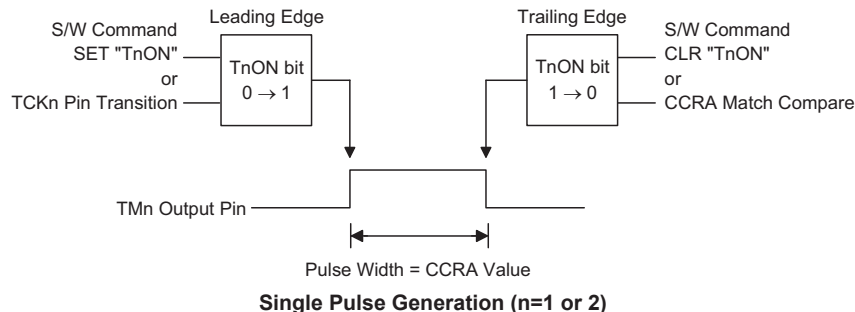 Leading Edge
S/W Command
SET "TnON"
or
TCKn Pin Transition
TnON bit
0 → 1
Trailing Edge
TnON bit
1 → 0
S/W Command
CLR "TnON"
or
CCRA Match Compare
TMn Output Pin
Pulse Width = CCRA Value
Single Pulse Generation (n=1 or 2)